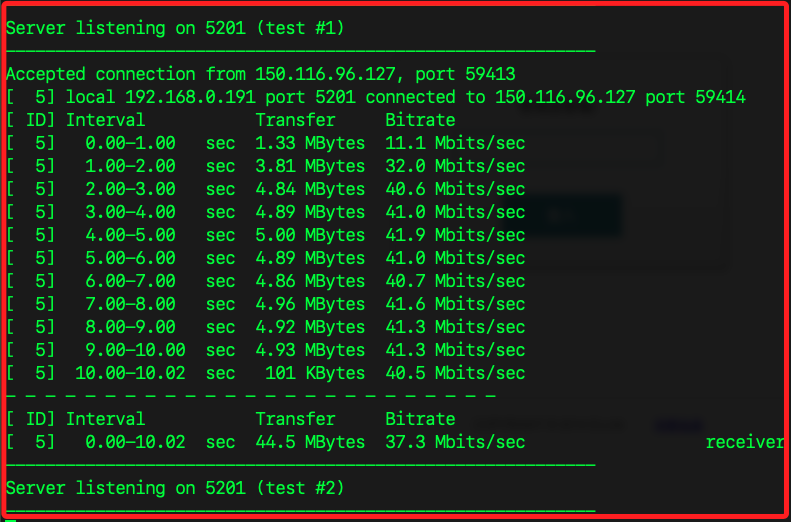 Server listening on 5201 (test #1)
Accepted connection from 150.116.96.127, port 59413
[  5] local 192.168.0.191 port 5201 connected to 150.116.96.127 port 59414
[ ID] Interval           Transfer     Bitrate
[  5]   0.00-1.00   sec  1.33 MBytes  11.1 Mbits/sec
[  5]   1.00-2.00   sec  3.81 MBytes  32.0 Mbits/sec
[  5]   2.00-3.00   sec  4.84 MBytes  40.6 Mbits/sec
[  5]   3.00-4.00   sec  4.89 MBytes  41.0 Mbits/sec
[  5]   4.00-5.00   sec  5.00 MBytes  41.9 Mbits/sec
[  5]   5.00-6.00   sec  4.89 MBytes  41.0 Mbits/sec
[  5]   6.00-7.00   sec  4.86 MBytes  40.7 Mbits/sec
[  5]   7.00-8.00   sec  4.96 MBytes  41.6 Mbits/sec
[  5]   8.00-9.00   sec  4.92 MBytes  41.3 Mbits/sec
[  5]   9.00-10.00  sec  4.93 MBytes  41.3 Mbits/sec
[  5]  10.00-10.02  sec   101 KBytes  40.5 Mbits/sec
- - - - - - - - - - - - - - - - - - - - - - - - -
[ ID] Interval           Transfer     Bitrate
[  5]   0.00-10.02  sec  44.5 MBytes  37.3 Mbits/sec                  receiver
Server listening on 5201 (test #2)